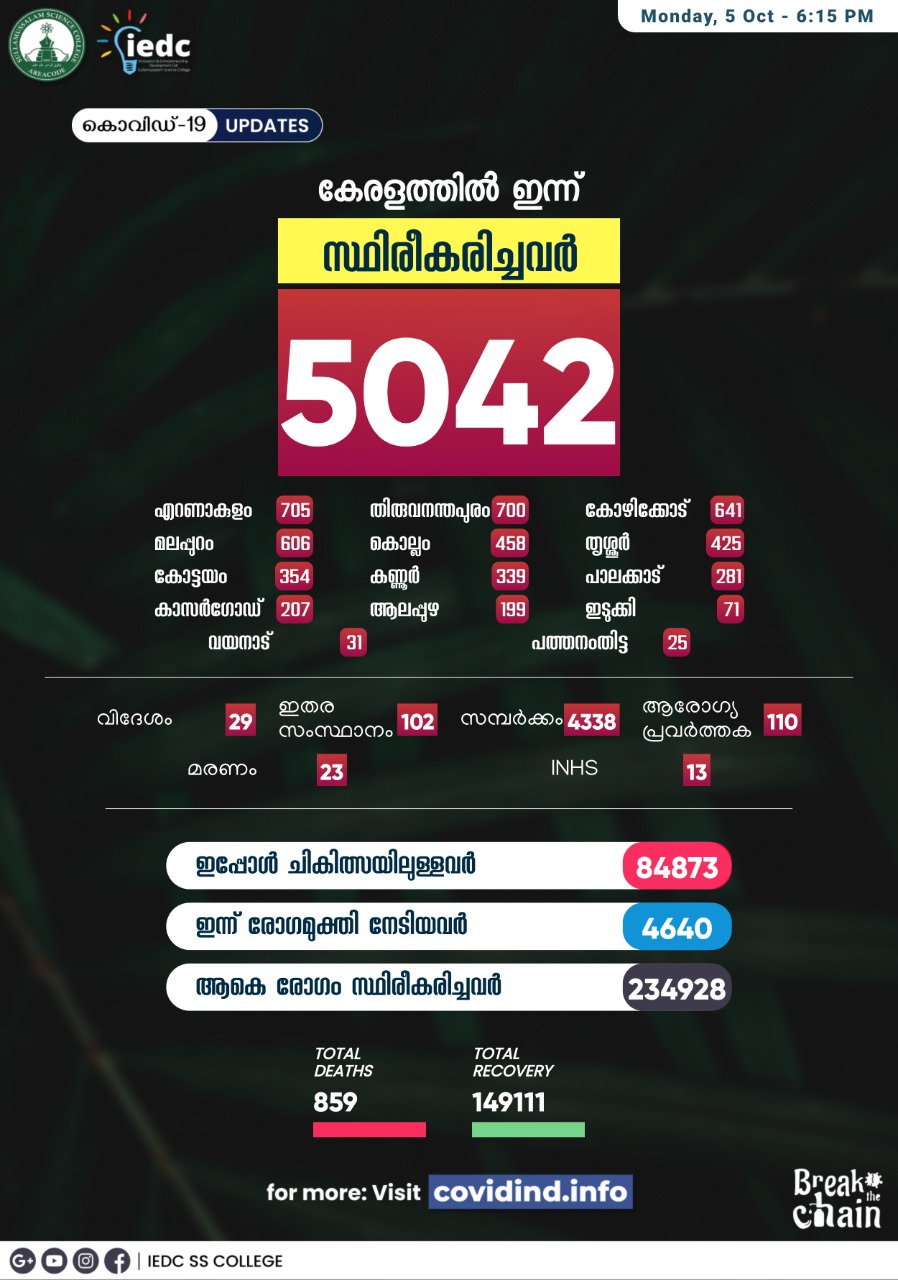 Monday, 5 Oct - 6:15 PM
SULLAMUSSALAM SCIENCE COLLEGE
AREACODE
iedc
കൊവിഡ്-19 UPDATES
കേരളത്തിൽ ഇന്ന്
സ്ഥിരീകരിച്ചവർ
5042
എറണാകുളം 705 തിരുവനന്തപുരം 700 കോഴിക്കോട് 641
മലപ്പുറം 606 കൊല്ലം 458 തൃശ്ശൂർ 425
കോട്ടയം 354 കണ്ണൂർ 339 പാലക്കാട് 281
കാസർഗോഡ് 207 ആലപ്പുഴ 199 ഇടുക്കി 71
വയനാട് 31 പത്തനംതിട്ട 25
വിദേശം 29 ഇതര സംസ്ഥാനം 102 സമ്പർക്കം 4338 ആരോഗ്യ പ്രവർത്തക 110
മരണം 23 INHS 13
ഇപ്പോൾ ചികിത്സയിലുള്ളവർ 84873
ഇന്ന് രോഗമുക്തി നേടിയവർ 4640
ആകെ രോഗം സ്ഥിരീകരിച്ചവർ 234928
TOTAL DEATHS
859
TOTAL RECOVERY
149111
for more: Visit covidind.info
Break the chain
IEDC SS COLLEGE